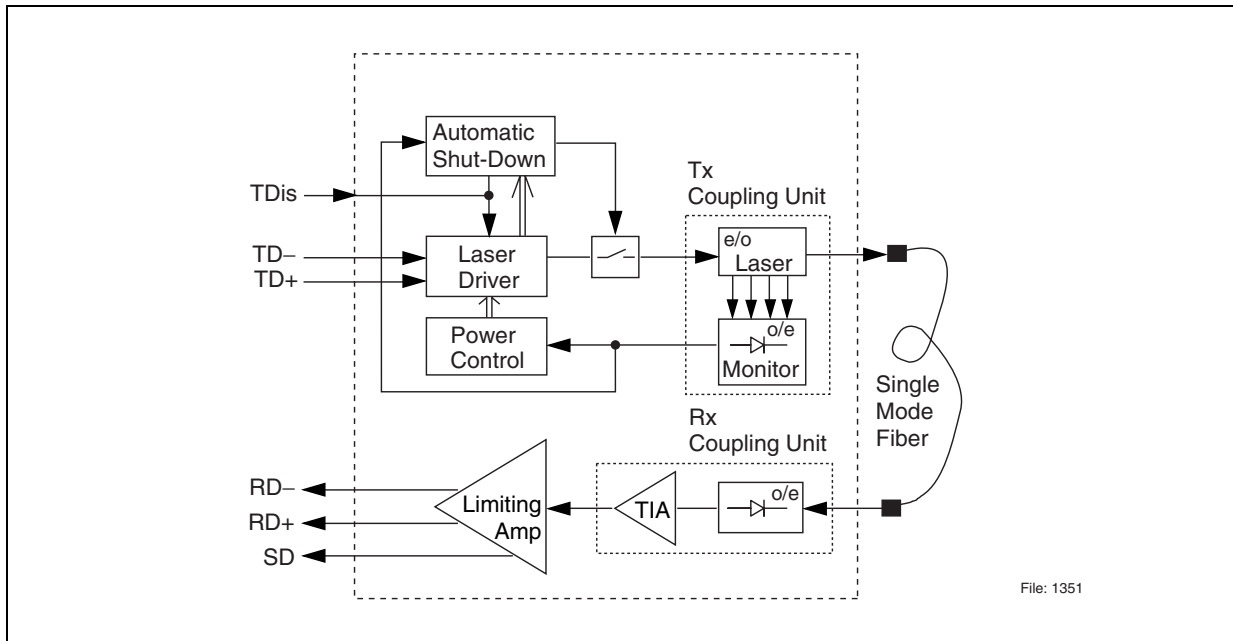 Automatic
Shut-Down
TDis
Tx
Coupling Unit
TD–
TD+
Laser
Driver
e/o
Laser
Power
Control
o/e
Monitor
Single
Mode
Fiber
Rx
Coupling Unit
RD–
RD+
SD
Limiting
Amp
TIA
o/e
File: 1351